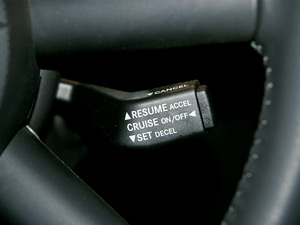 ▼CANCEL
▲RESUME ACCEL
CRUISE ON/OFF◀
▼SET DECEL